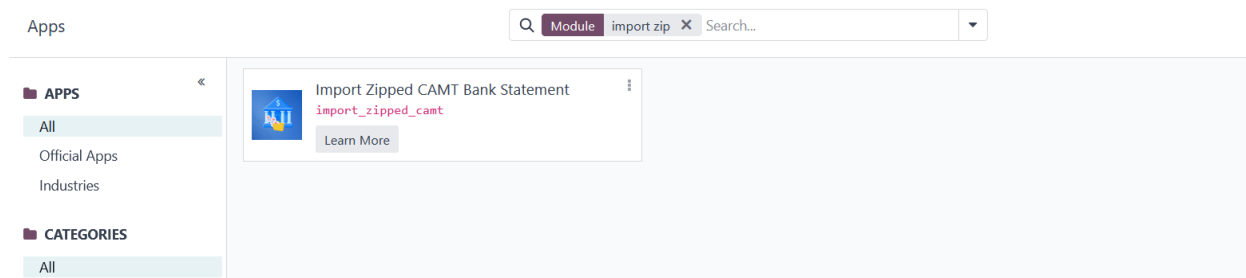 Apps
Module import zip ✕ Search...
«
APPS
All
Official Apps
Industries
CATEGORIES
All
Import Zipped CAMT Bank Statement
import_zipped_camt
Learn More